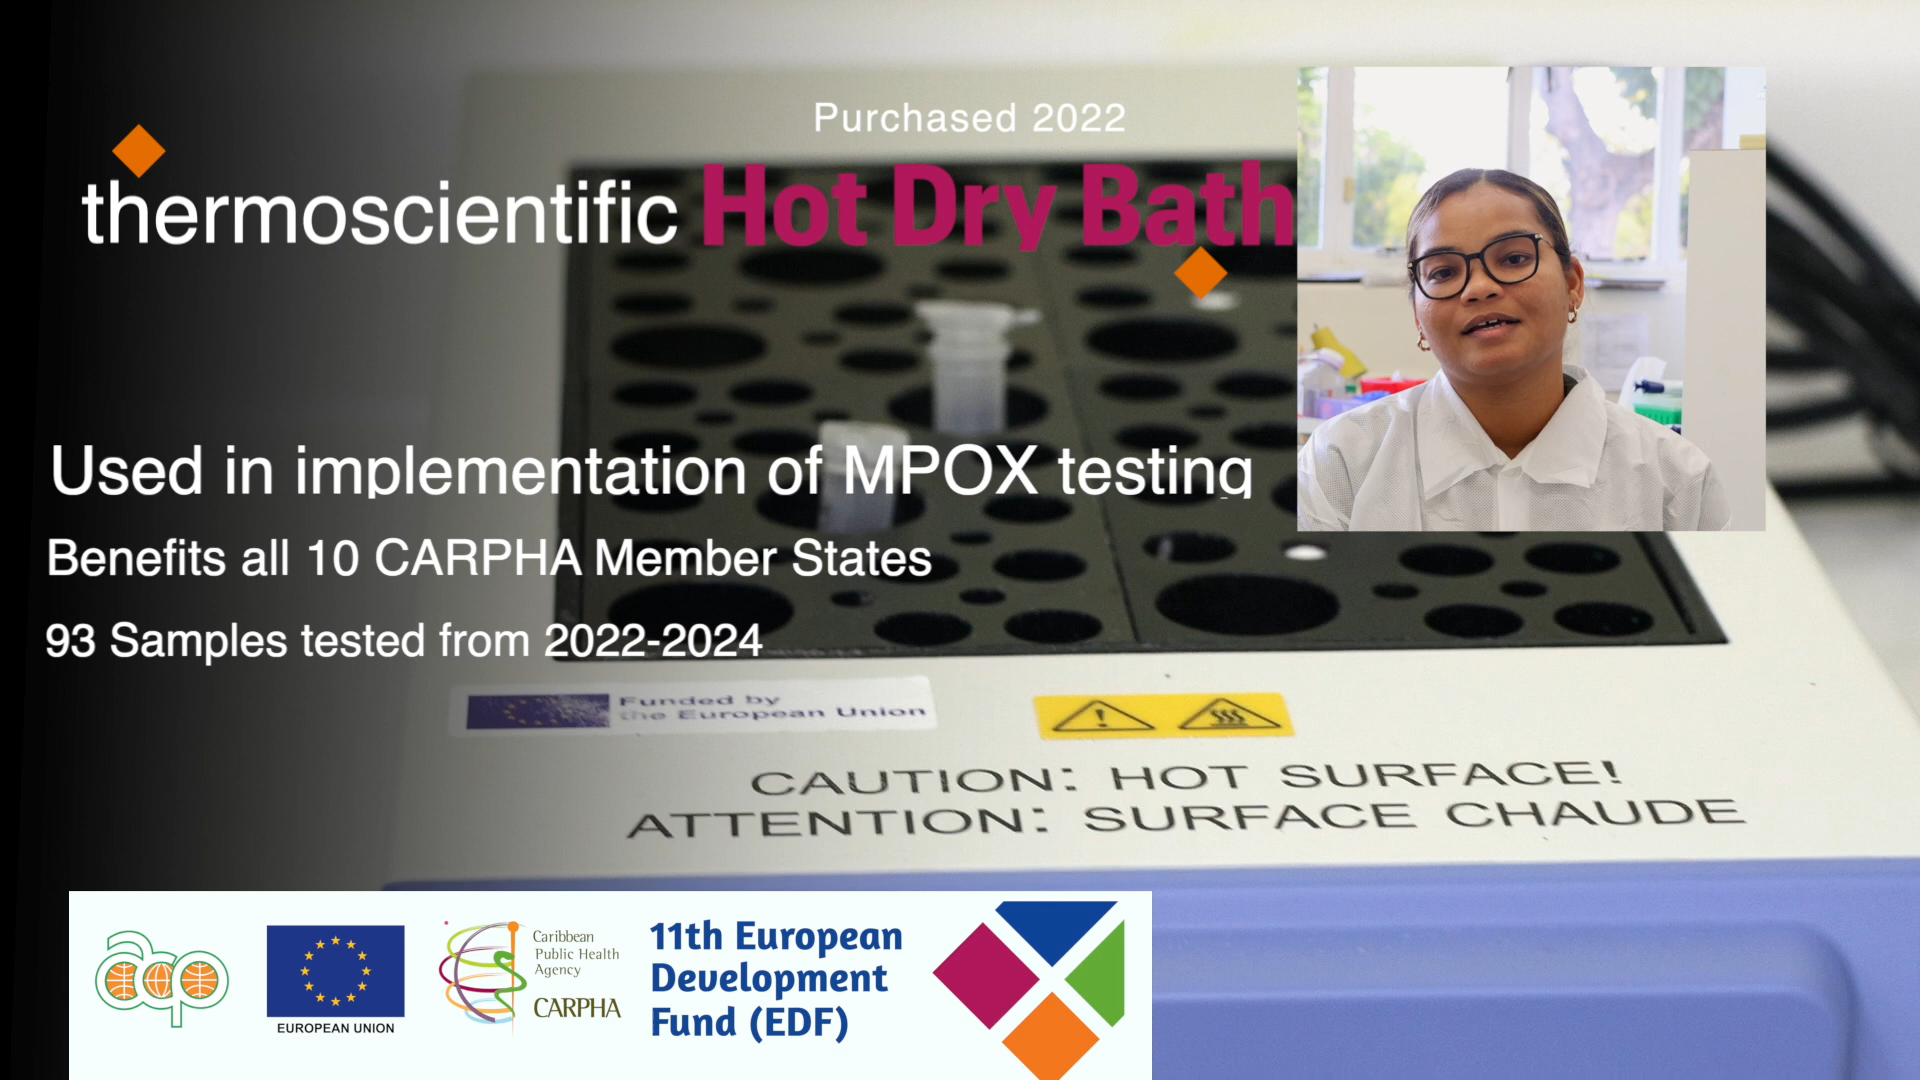 Purchased 2022
thermoscientific Hot Dry Bath
Used in implementation of MPOX testing
Benefits all 10 CARPHA Member States
93 Samples tested from 2022-2024
Funded by
the European Union
CAUTION: HOT SURFACE!
ATTENTION: SURFACE CHAUDE
acp
EUROPEAN UNION
Caribbean
Public Health
Agency
CARPHA
11th European
Development
Fund (EDF)